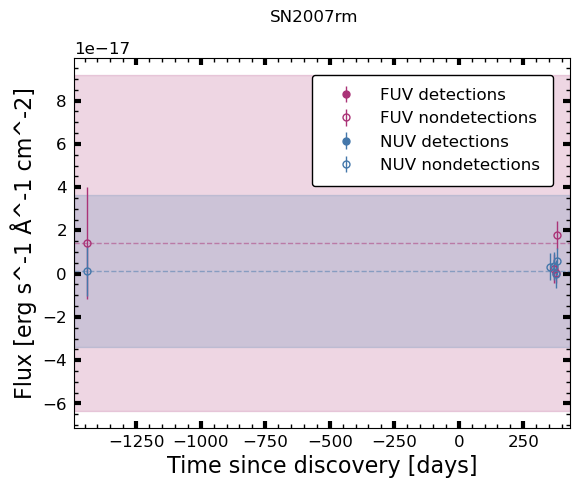 SN2007rm
1e−17
FUV detections
FUV nondetections
NUV detections
NUV nondetections
8
6
4
2
0
−2
−4
−6
Flux [erg s^-1 Å^-1 cm^-2]
−1250 −1000 −750 −500 −250 0 250
Time since discovery [days]